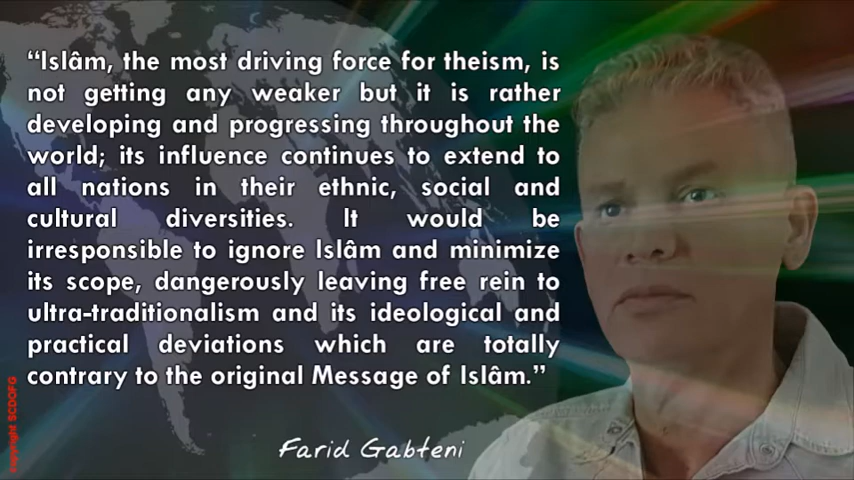 “Islâm, the most driving force for theism, is
not getting any weaker but it is rather
developing and progressing throughout the
world; its influence continues to extend to
all nations in their ethnic, social and
cultural diversities. It would be
irresponsible to ignore Islâm and minimize
its scope, dangerously leaving free rein to
ultra-traditionalism and its ideological and
practical deviations which are totally
contrary to the original Message of Islâm.”
Farid Gabteni
copyright SCDOFG